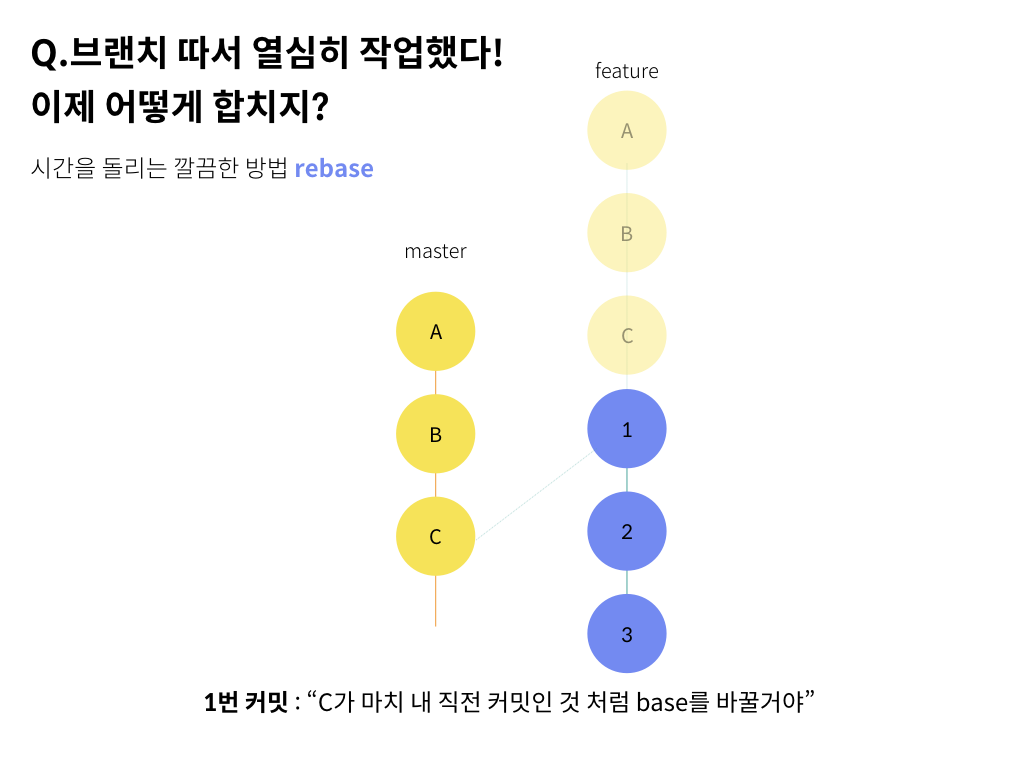 Q.브랜치 따서 열심히 작업했다!
이제 어떻게 합치지?
시간을 돌리는 깔끔한 방법 rebase
feature
A
B
C
1
2
3
master
A
B
C
1번 커밋 : “C가 마치 내 직전 커밋인 것 처럼 base를 바꿀거야”